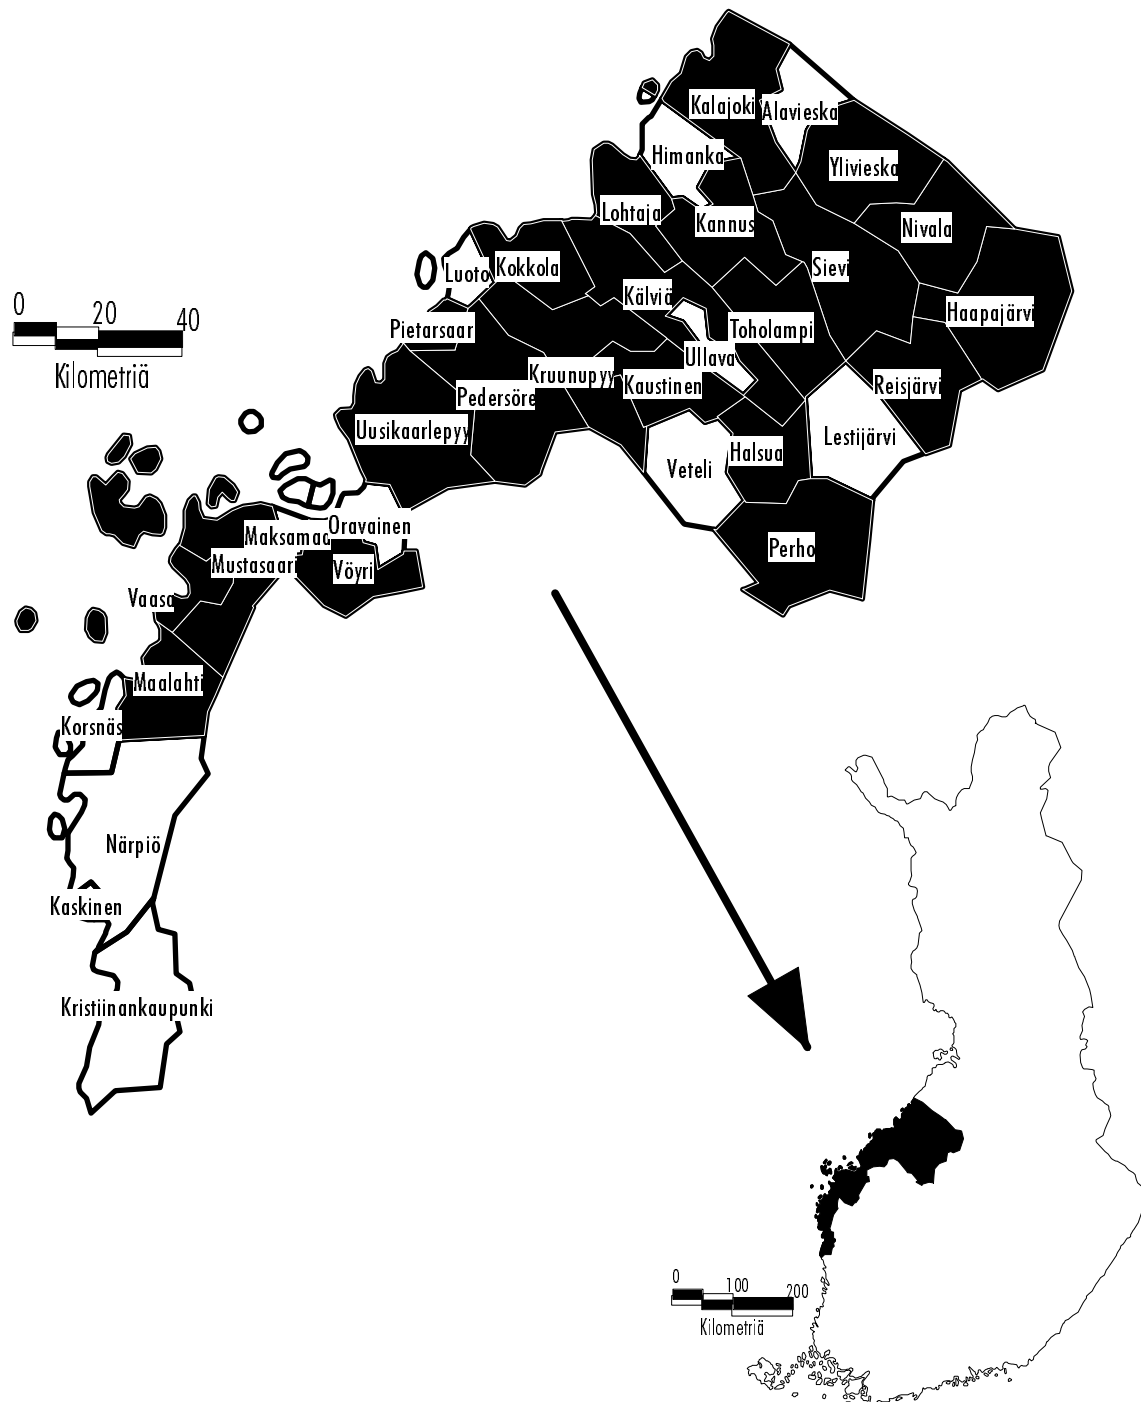 Kalajoki
Alavieska
Himanka
Ylivieska
Lohtaja
Kannus
Nivala
Luoto
Kokkola
Sievi
Kälviä
Haapajärvi
0 20 40
Kilometriä
Pietarsaar
Toholampi
Ullava
Kruunupyy
Kaustinen
Reisjärvi
Pedersöre
Uusikaarlepyy
Lestijärvi
Halsua
Veteli
Oravainen
Maksamaa
Perho
Mustasaari
Vöyri
Vaasa
Maalahti
Korsnäs
Närpiö
Kaskinen
Kristiinankaupunki
0 100 200
Kilometriä